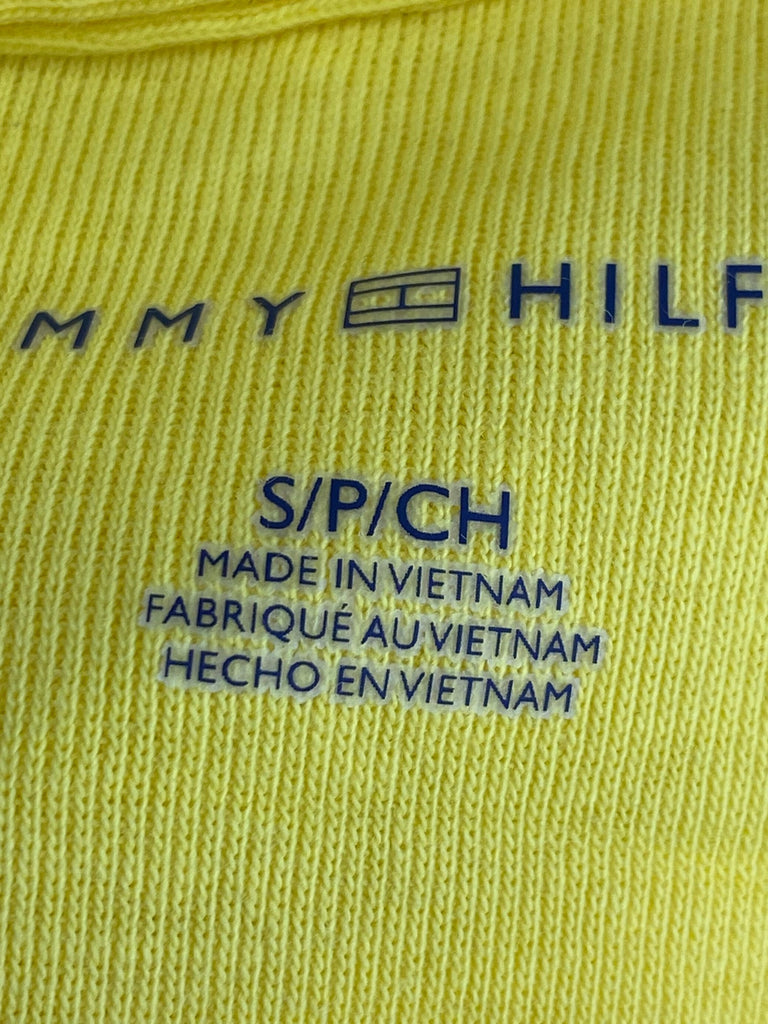 MMY HILF
S/P/CH
MADE IN VIETNAM
FABRIQUÉ AU VIETNAM
HECHO EN VIETNAM